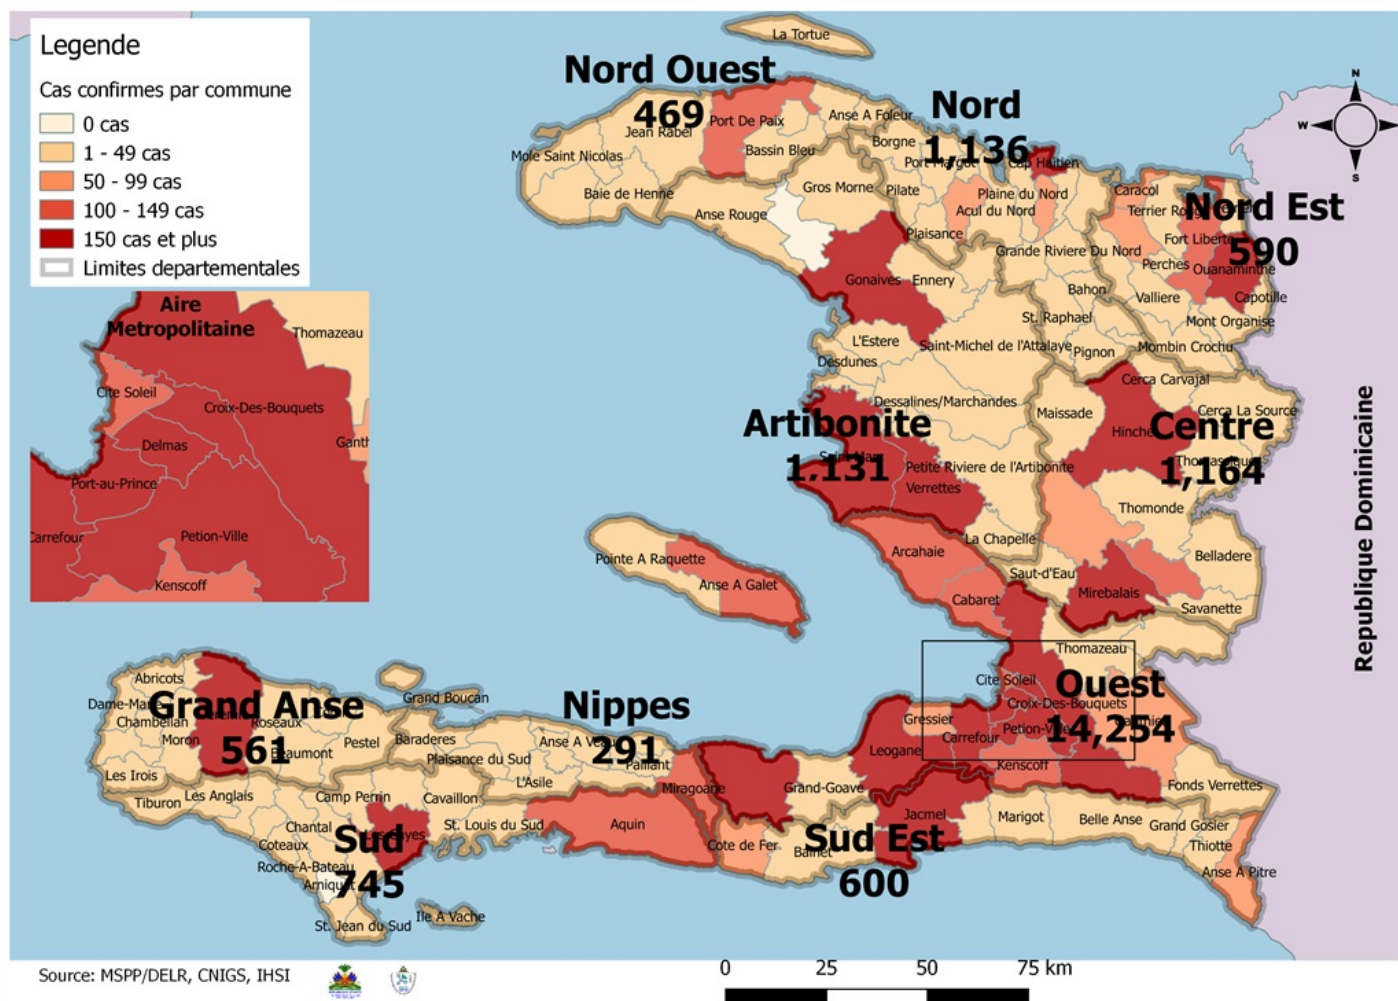 Legende
Cas confirmes par commune
0 cas
1 - 49 cas
50 - 99 cas
100 - 149 cas
150 cas et plus
Limites departementales
Aire
Metropolitaine
Thomazeau
Cite Soleil
Croix-Des-Bouquets
Delmas
Port-au-Prince
Carrefour
Petion-Ville
Kenscoff
La Tortue
Nord Ouest
469
Port De Paix
Jean Rabel
Anse A Foleur
Bassin Bleu
Mole Saint Nicolas
Baie de Henne
Nord
1,136
Borgne
Port Margot
Cap Haitien
Gros Morne
Pilate
Plaine du Nord
Acul du Nord
Anse Rouge
Plaisance
Grande Riviere Du Nord
Caracol
Terrier Rouge
Nord Est
590
Fort Liberte
Perches
Ouanaminthe
Gonaives
Ennery
Bahon
Valliere
Capotille
St. Raphael
Mont Organise
L'Estere
Saint-Michel de l'Attalaye
Pignon
Mombin Crochu
Desdunes
Cerca Carvajal
Dessalines/Marchandes
Maissade
Cerca La Source
Artibonite
1,131
Hinche
Centre
1,164
Petite Riviere de l'Artibonite
Verrettes
Thomonde
La Chapelle
Arcahaie
Belladere
Saut-d'Eau
Pointe A Raquette
Anse A Galet
Cabaret
Mirebalais
Savanette
Republique Dominicaine
N
W
S
Thomazeau
Cite Soleil
Ouest
14,254
Croix-Des-Bouquets
Gressier
Carrefour
Petion-Ville
Leogane
Kenscoff
Fonds Verrettes
Abricots
Grand Anse
561
Chambellan
Moron
Roseaux
Beaumont
Pestel
Les Irois
Grand Boucan
Nippes
291
Baraderes
Anse A Veau
Plaisance du Sud
Paillant
L'Asile
Miragoane
Grand-Goave
Tiburon
Les Anglais
Camp Perrin
Cavaillon
Chantal
Sud
745
Les Cayes
St. Louis du Sud
Aquin
Coteaux
Roche-A-Bateau
Arniquet
St. Jean du Sud
Ile A Vache
Cote de Fer
Bainet
Sud Est
600
Jacmel
Marigot
Belle Anse
Grand Gosier
Thiotte
Anse A Pitre
Source: MSPP/DELR, CNIGS, IHSI
0 25 50 75 km